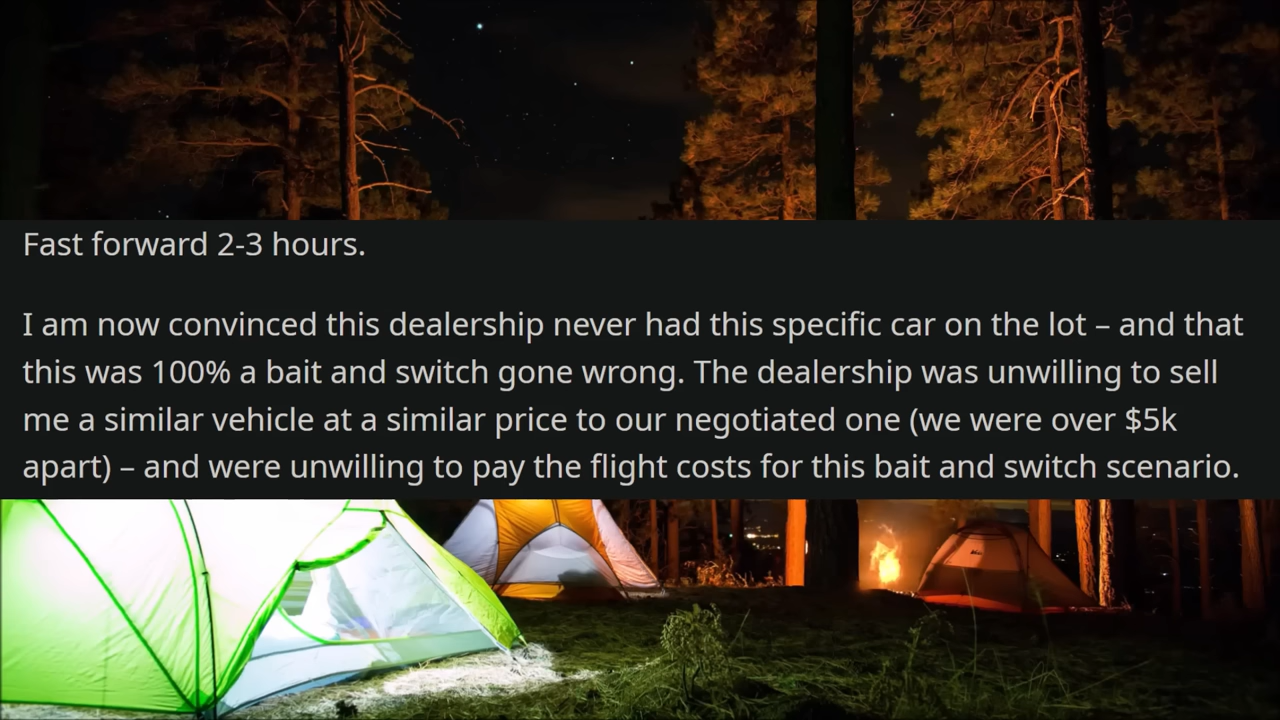 Fast forward 2-3 hours.
I am now convinced this dealership never had this specific car on the lot – and that
this was 100% a bait and switch gone wrong. The dealership was unwilling to sell
me a similar vehicle at a similar price to our negotiated one (we were over $5k
apart) – and were unwilling to pay the flight costs for this bait and switch scenario.